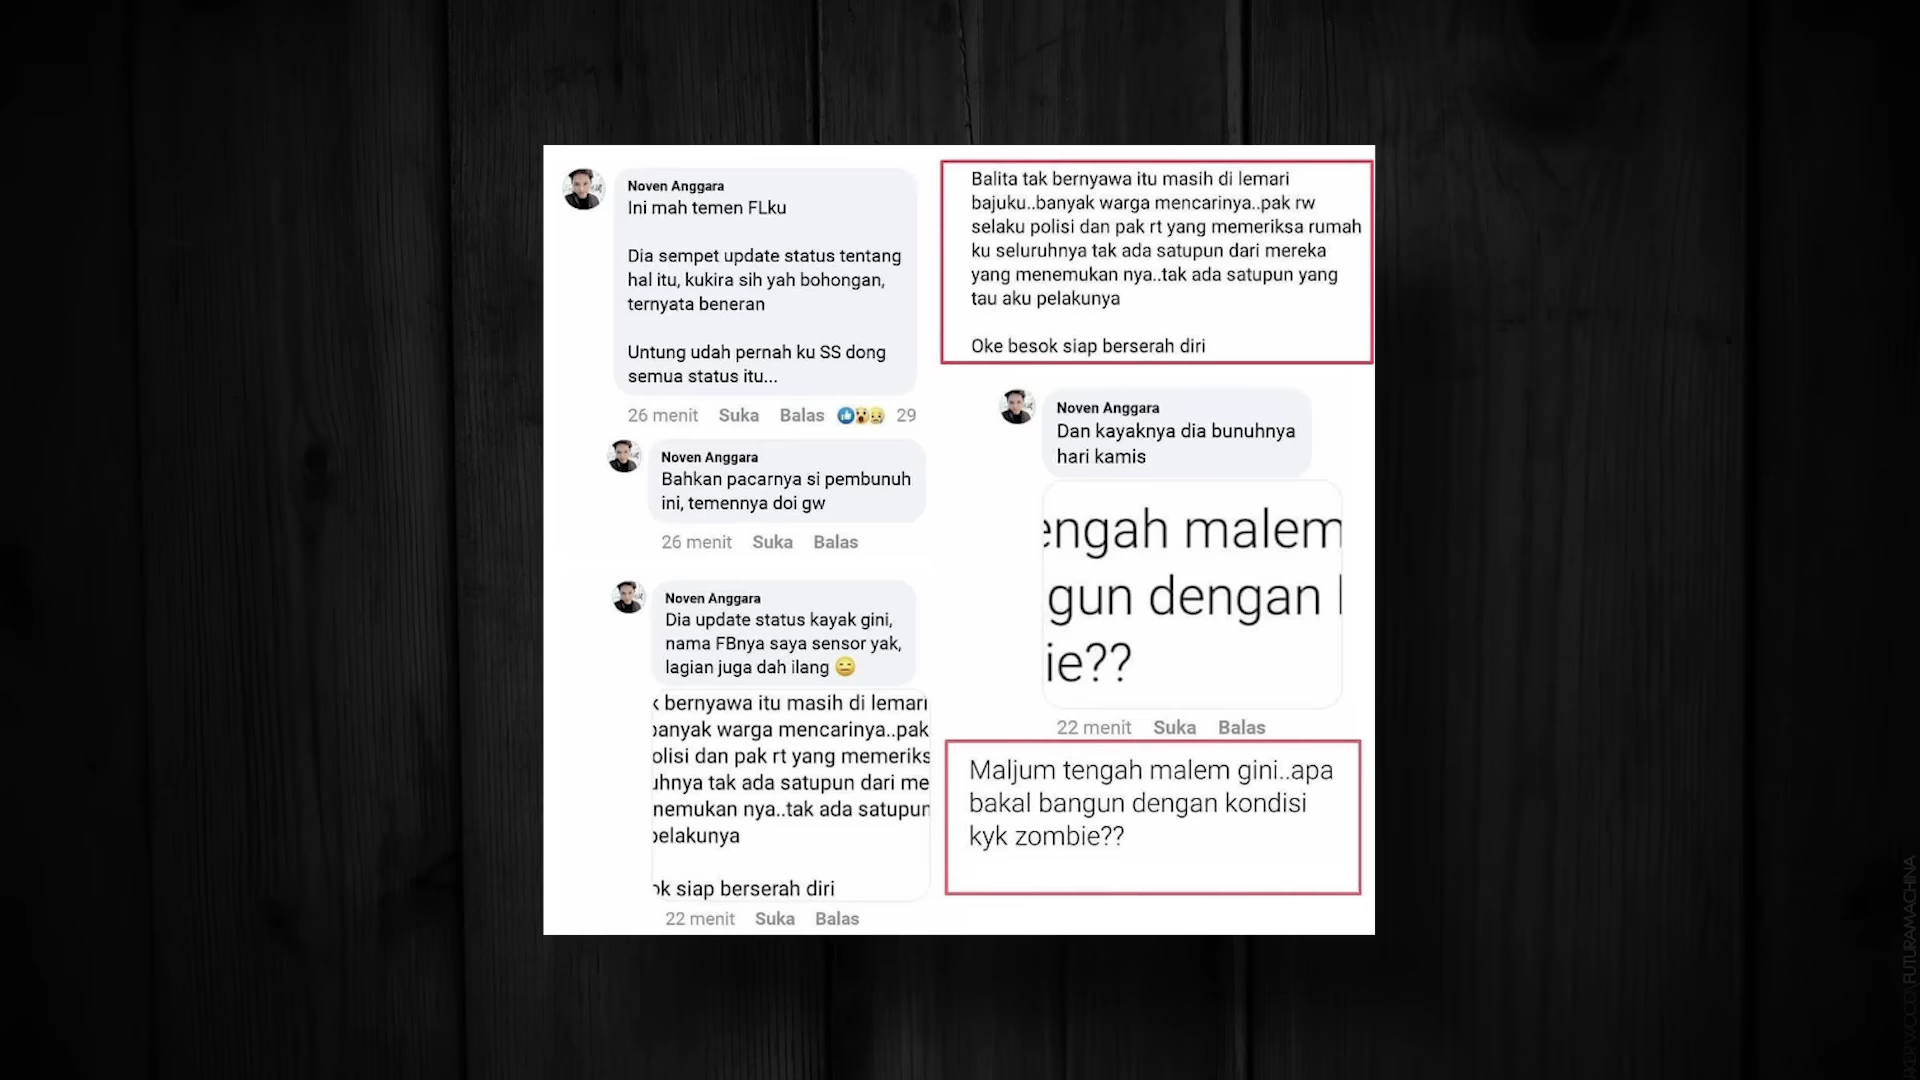 Noven Anggara
Ini mah temen FLku
Dia sempet update status tentang
hal itu, kukira sih yah bohongan,
ternyata beneran
Untung udah pernah ku SS dong
semua status itu...
26 menit Suka Balas 29
Noven Anggara
Bahkan pacarnya si pembunuh
ini, temennya doi gw
26 menit Suka Balas
Noven Anggara
Dia update status kayak gini,
nama FBnya saya sensor yak,
lagian juga dah ilang
k bernyawa itu masih di lemari
banyak warga mencarinya..pak
olisi dan pak rt yang memeriks
uhnya tak ada satupun dari me
nemukan nya..tak ada satupun
pelakunya
ok siap berserah diri
22 menit Suka Balas
Balita tak bernyawa itu masih di lemari
bajuku..banyak warga mencarinya..pak rw
selaku polisi dan pak rt yang memeriksa rumah
ku seluruhnya tak ada satupun dari mereka
yang menemukan nya..tak ada satupun yang
tau aku pelakunya
Oke besok siap berserah diri
Noven Anggara
Dan kayaknya dia bunuhnya
hari kamis
engah malem
gun dengan
ie??
22 menit Suka Balas
Maljum tengah malem gini..apa
bakal bangun dengan kondisi
kyk zombie??
FUTURAMACHINA